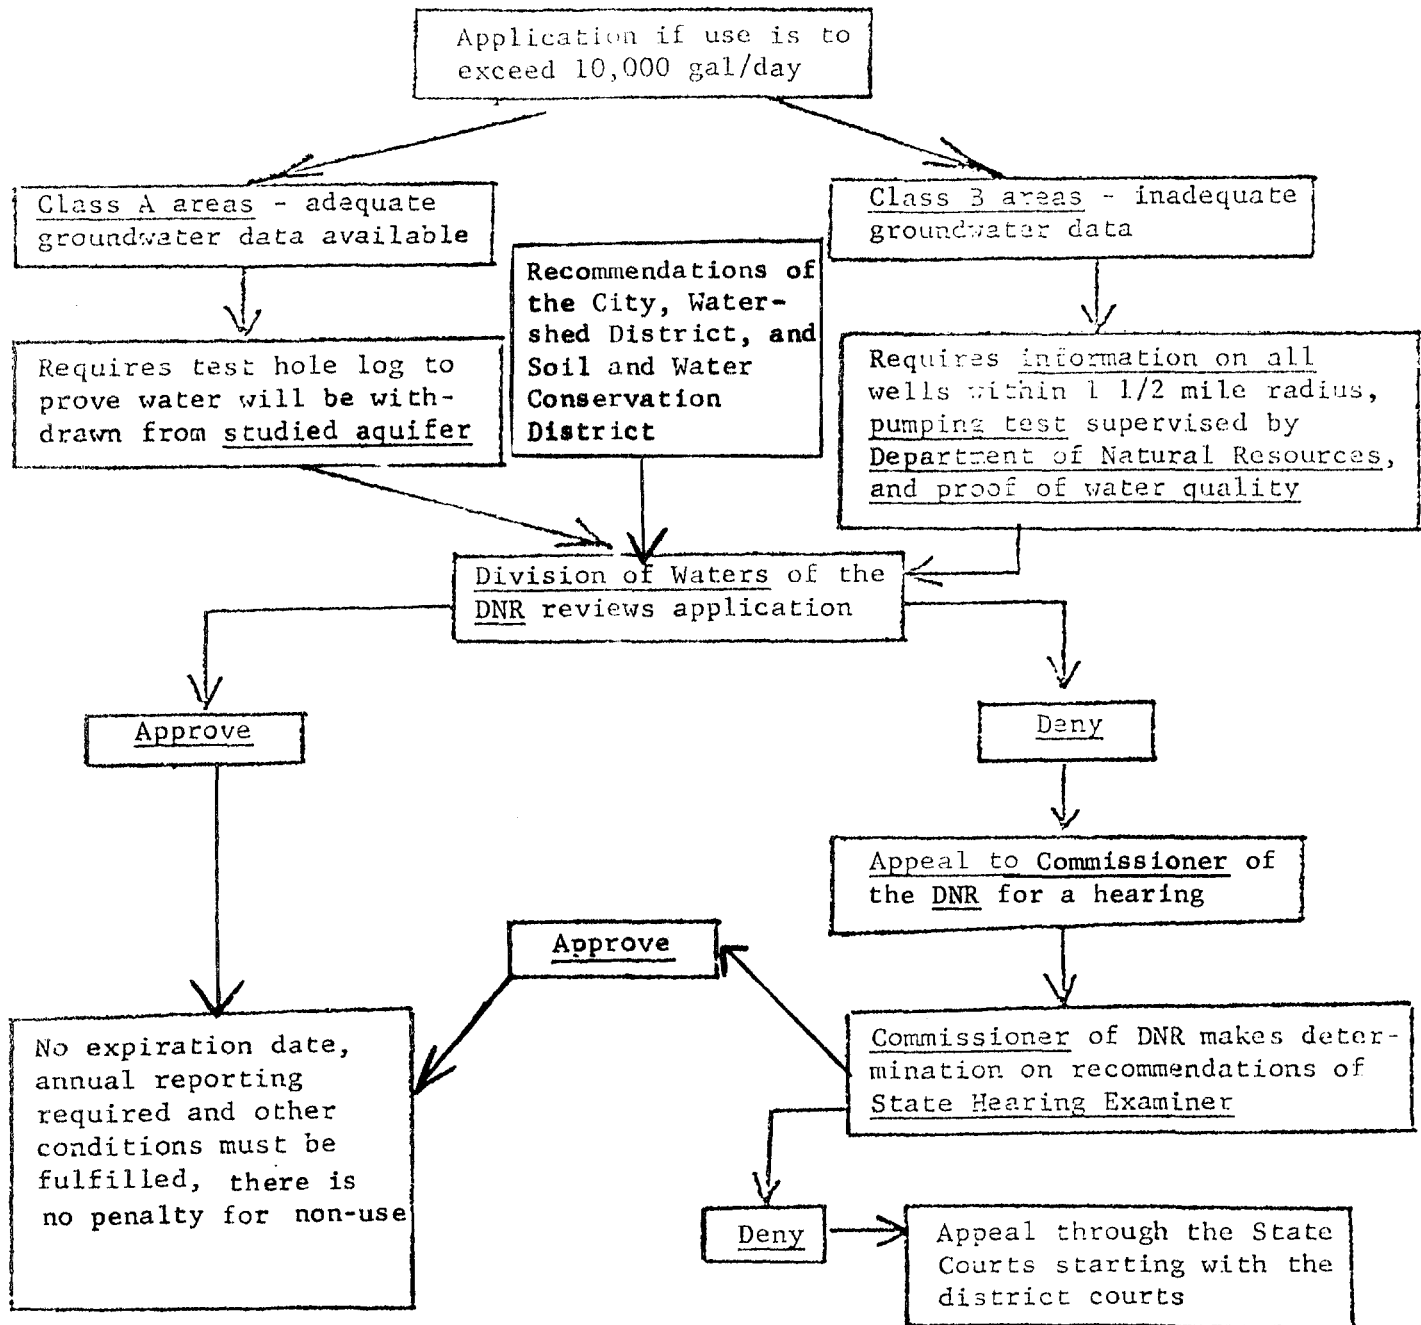 Application if use is to
exceed 10,000 gal/day
Class A areas - adequate
groundwater data available
Class B areas - inadequate
groundwater data
Recommendations of
the City, Water-
shed District, and
Soil and Water
Conservation
District
Requires test hole log to
prove water will be with-
drawn from studied aquifer
Requires information on all
wells within 1 1/2 mile radius,
pumping test supervised by
Department of Natural Resources,
and proof of water quality
Division of Waters of the
DNR reviews application
Approve
Deny
Appeal to Commissioner of
the DNR for a hearing
Approve
Commissioner of DNR makes deter-
mination on recommendations of
State Hearing Examiner
No expiration date,
annual reporting
required and other
conditions must be
fulfilled, there is
no penalty for non-use
Deny
Appeal through the State
Courts starting with the
district courts